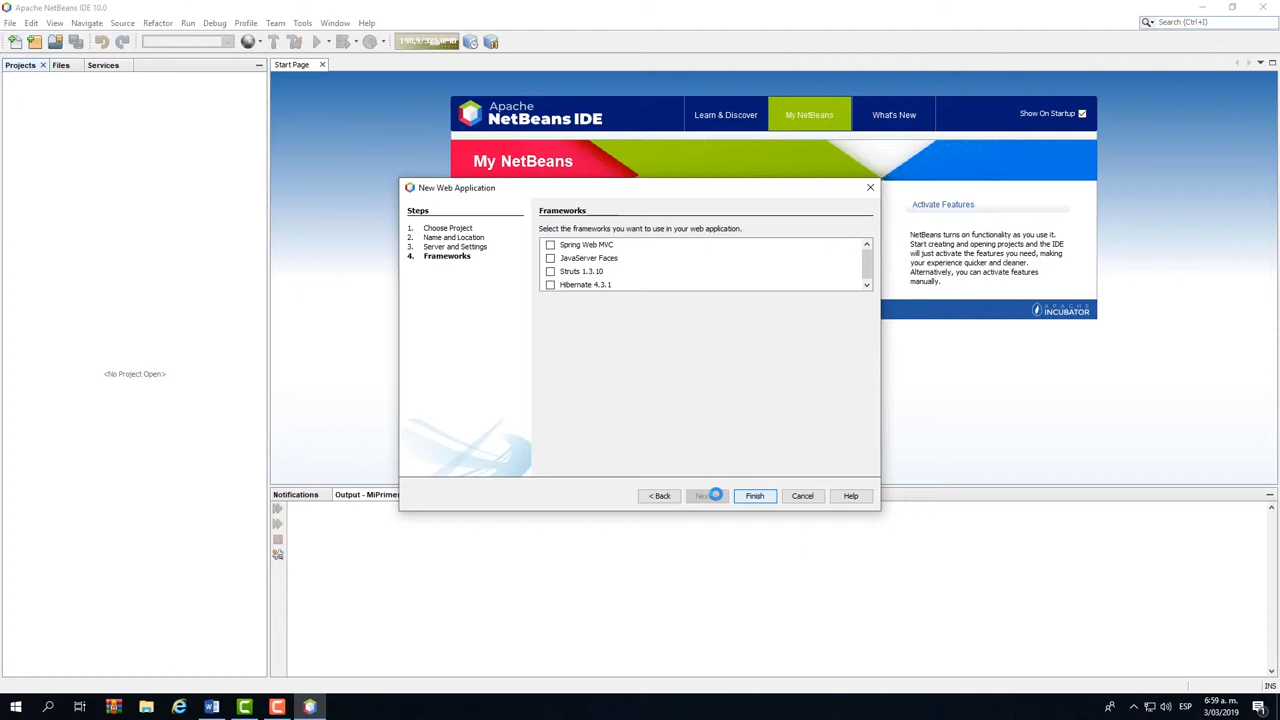 Apache NetBeans IDE 10.0
File Edit View Navigate Source Refactor Run Debug Profile Team Tools Window Help
Search (Ctrl+I)
Projects Files Services
Start Page
Apache
NetBeans IDE
Learn & Discover
My NetBeans
What's New
Show On Startup
My NetBeans
Activate Features
NetBeans turns on functionality as you use it.
Start creating and opening projects and the IDE
will just activate the features you need, making
your experience quicker and cleaner.
Alternatively, you can activate features
manually.
APACHE
INCUBATOR
<No Project Open>
New Web Application
Steps
1. Choose Project
2. Name and Location
3. Server and Settings
4. Frameworks
Frameworks
Select the frameworks you want to use in your web application.
Spring Web MVC
JavaServer Faces
Struts 1.3.10
Hibernate 4.3.1
< Back
Finish
Cancel
Help
Notifications
Output - MiPrimer
INS
ESP
6:59 a. m.
3/03/2019
1